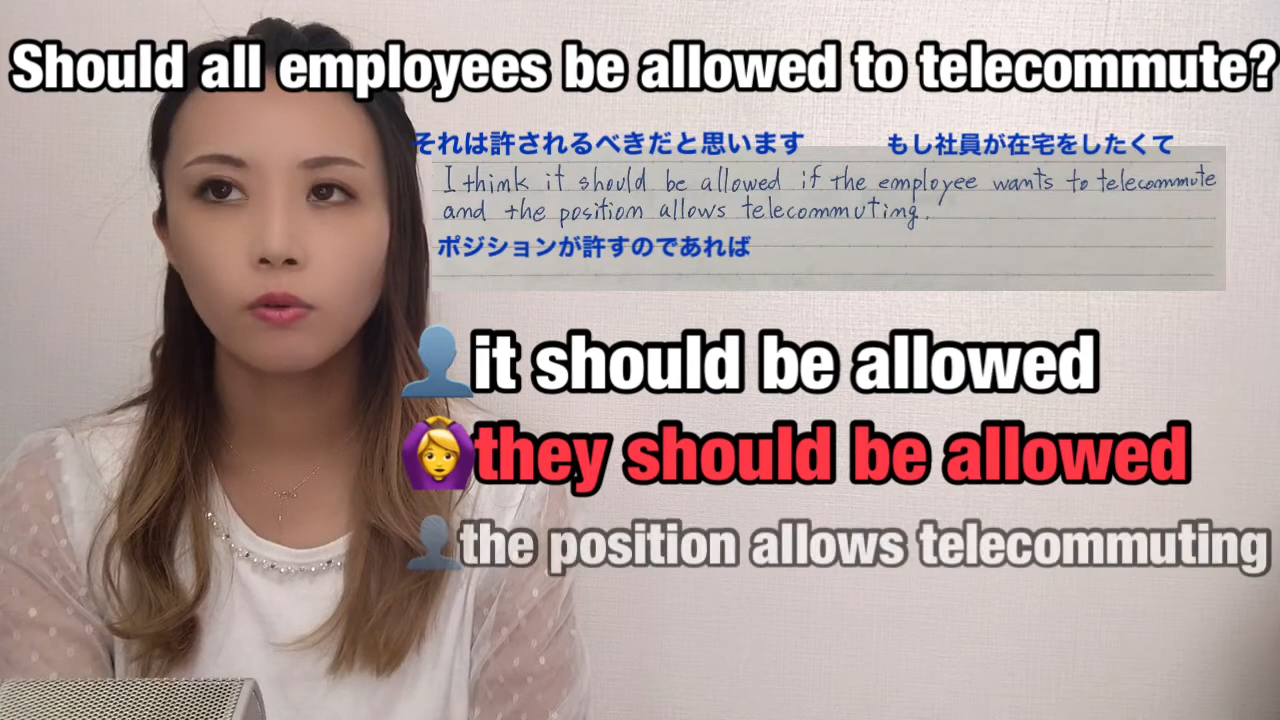 Should all employees be allowed to telecommute?
それは許されるべきだと思います もし社員が在宅をしたくて
I think it should be allowed if the employee wants to telecommute
and the position allows telecommuting.
ポジションが許すのであれば
it should be allowed
they should be allowed
the position allows telecommuting